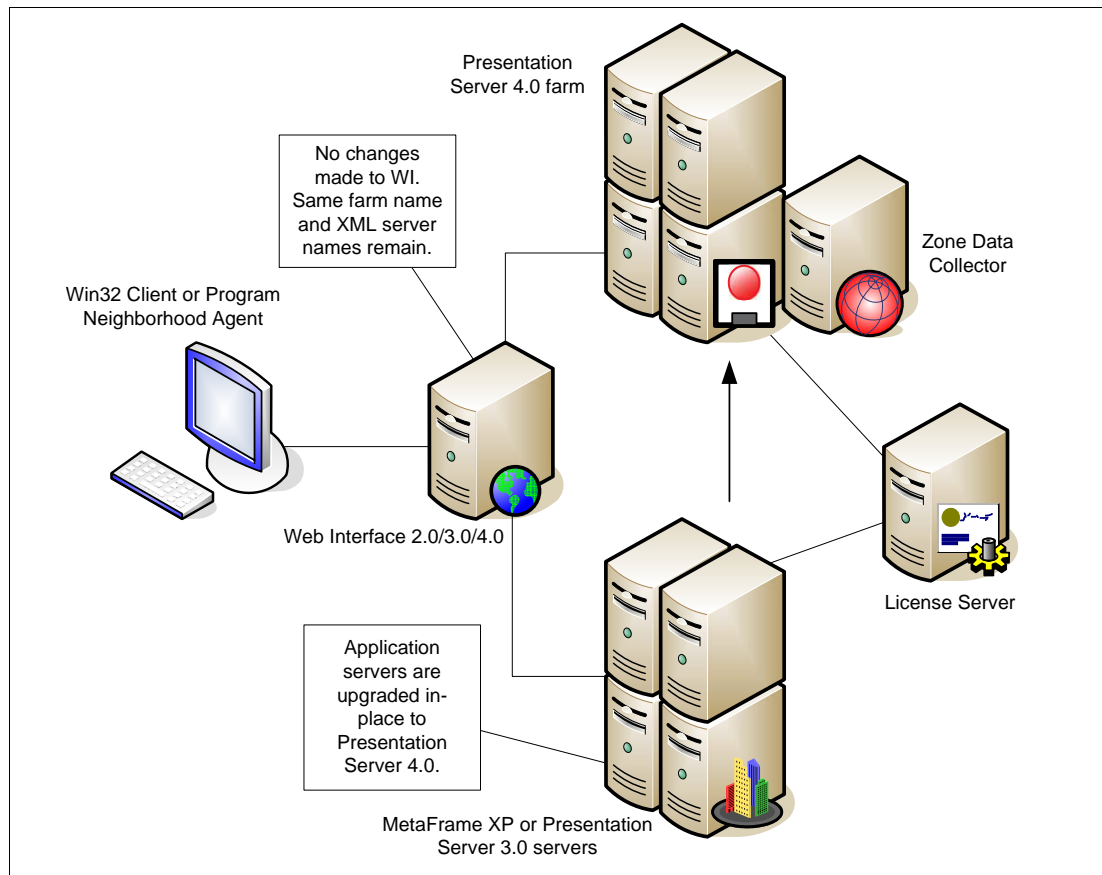 Presentation
Server 4.0 farm
No changes
made to WI.
Same farm name
and XML server
names remain.
Zone Data
Collector
Win32 Client or Program
Neighborhood Agent
Web Interface 2.0/3.0/4.0
License Server
Application
servers are
upgraded in-
place to
Presentation
Server 4.0.
MetaFrame XP or Presentation
Server 3.0 servers